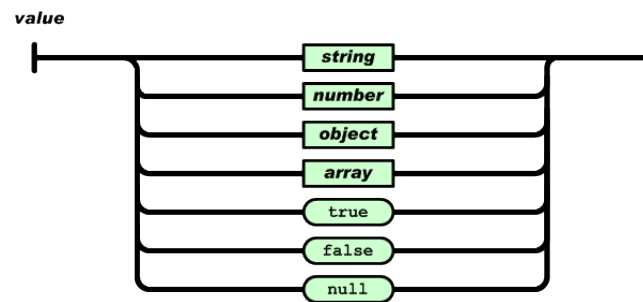 value
string
number
object
array
true
false
null